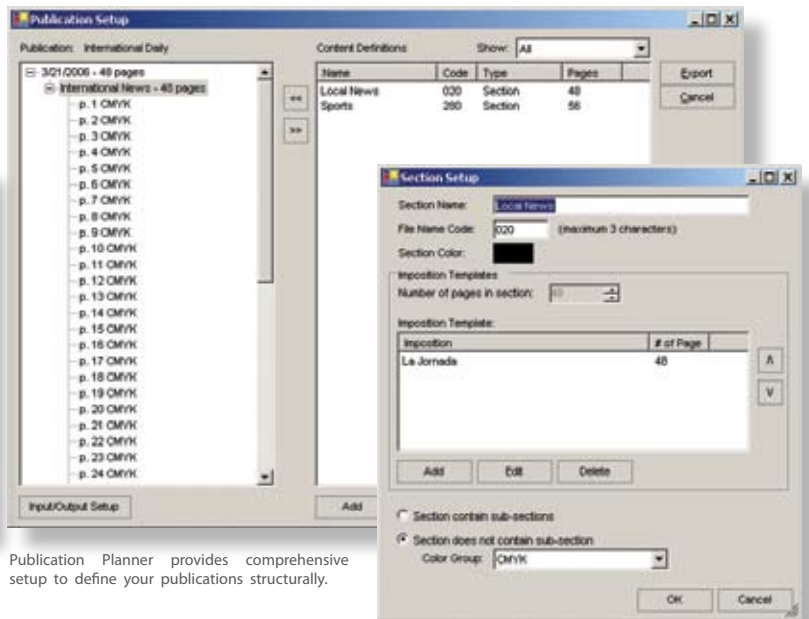 Publication Setup
Publication: International Daily
Content Definitions
Show: All
3/21/2006 - 48 pages
International News - 48 pages
p. 1 CMYK
p. 2 CMYK
p. 3 CMYK
p. 4 CMYK
p. 5 CMYK
p. 6 CMYK
p. 7 CMYK
p. 8 CMYK
p. 9 CMYK
p. 10 CMYK
p. 11 CMYK
p. 12 CMYK
p. 13 CMYK
p. 14 CMYK
p. 15 CMYK
p. 16 CMYK
p. 17 CMYK
p. 18 CMYK
p. 19 CMYK
p. 20 CMYK
p. 21 CMYK
p. 22 CMYK
p. 23 CMYK
p. 24 CMYK
Input/Output Setup
<<
>>
Name Code Type Pages
Local News 020 Section 48
Sports 280 Section 56
Export
Cancel
Add
Section Setup
Section Name: Local News
File Name Code: 020 (maximum 3 characters)
Section Color:
Imposition Templates
Number of pages in section:
Imposition Template:
Imposition # of Page
La Jornada 48
Add Edit Delete
Section contain sub-sections
Section does not contain sub-section
Color Group: CMYK
OK Cancel
Publication Planner provides comprehensive
setup to define your publications structurally.